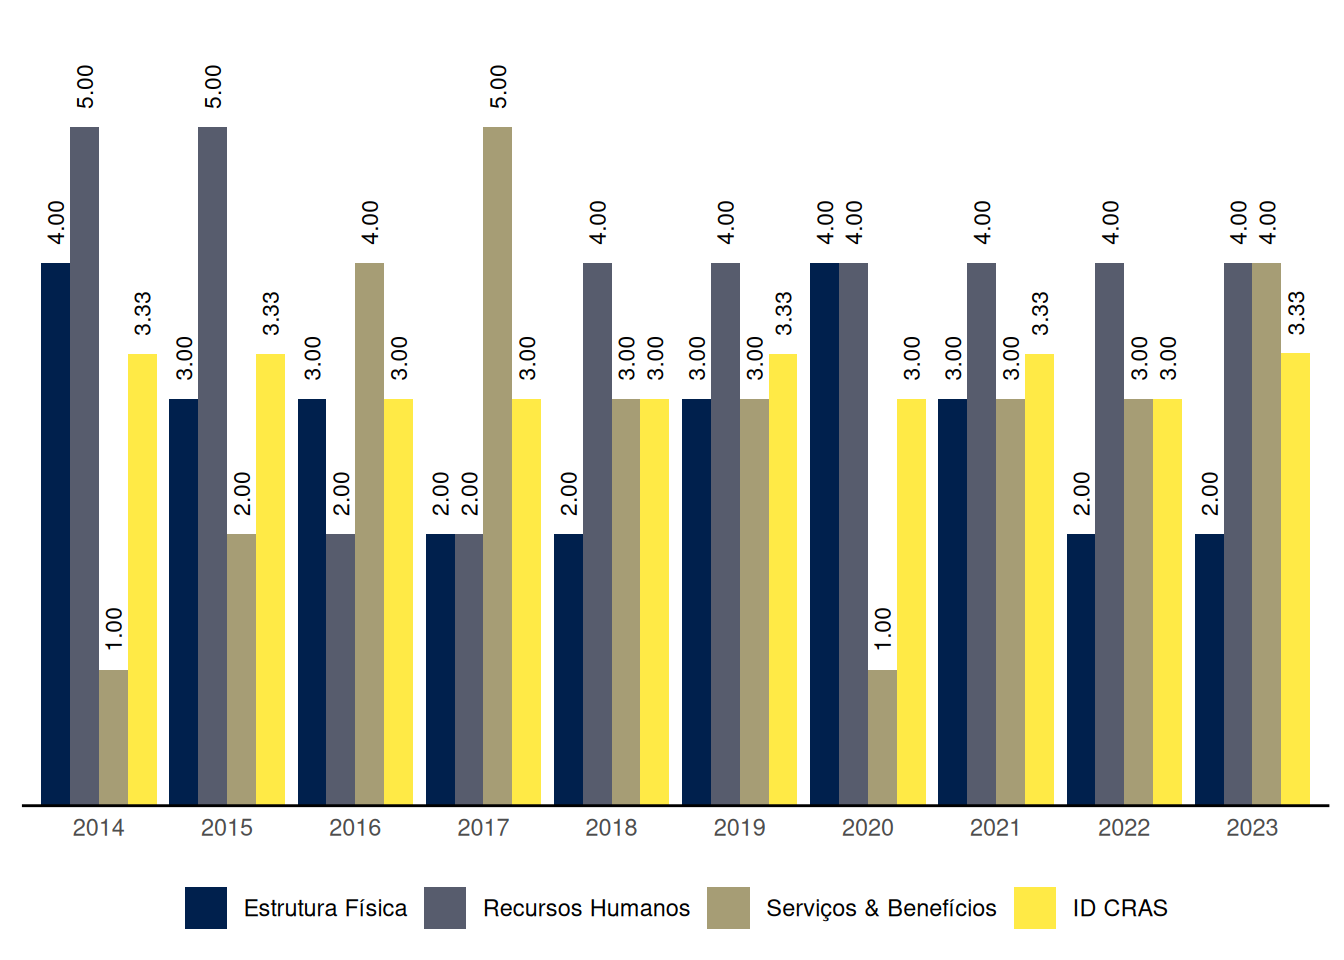 5.00 5.00 5.00
4.00 4.00 4.00 4.00 4.00 4.00 4.00 4.00 4.00 4.00
3.33 3.33 3.33 3.33 3.33
3.00 3.00 3.00 3.00 3.00 3.00 3.00 3.00 3.00 3.00 3.00 3.00 3.00
2.00 2.00 2.00 2.00 2.00 2.00 2.00
1.00 1.00
2014 2015 2016 2017 2018 2019 2020 2021 2022 2023
Estrutura Física Recursos Humanos Serviços & Benefícios ID CRAS